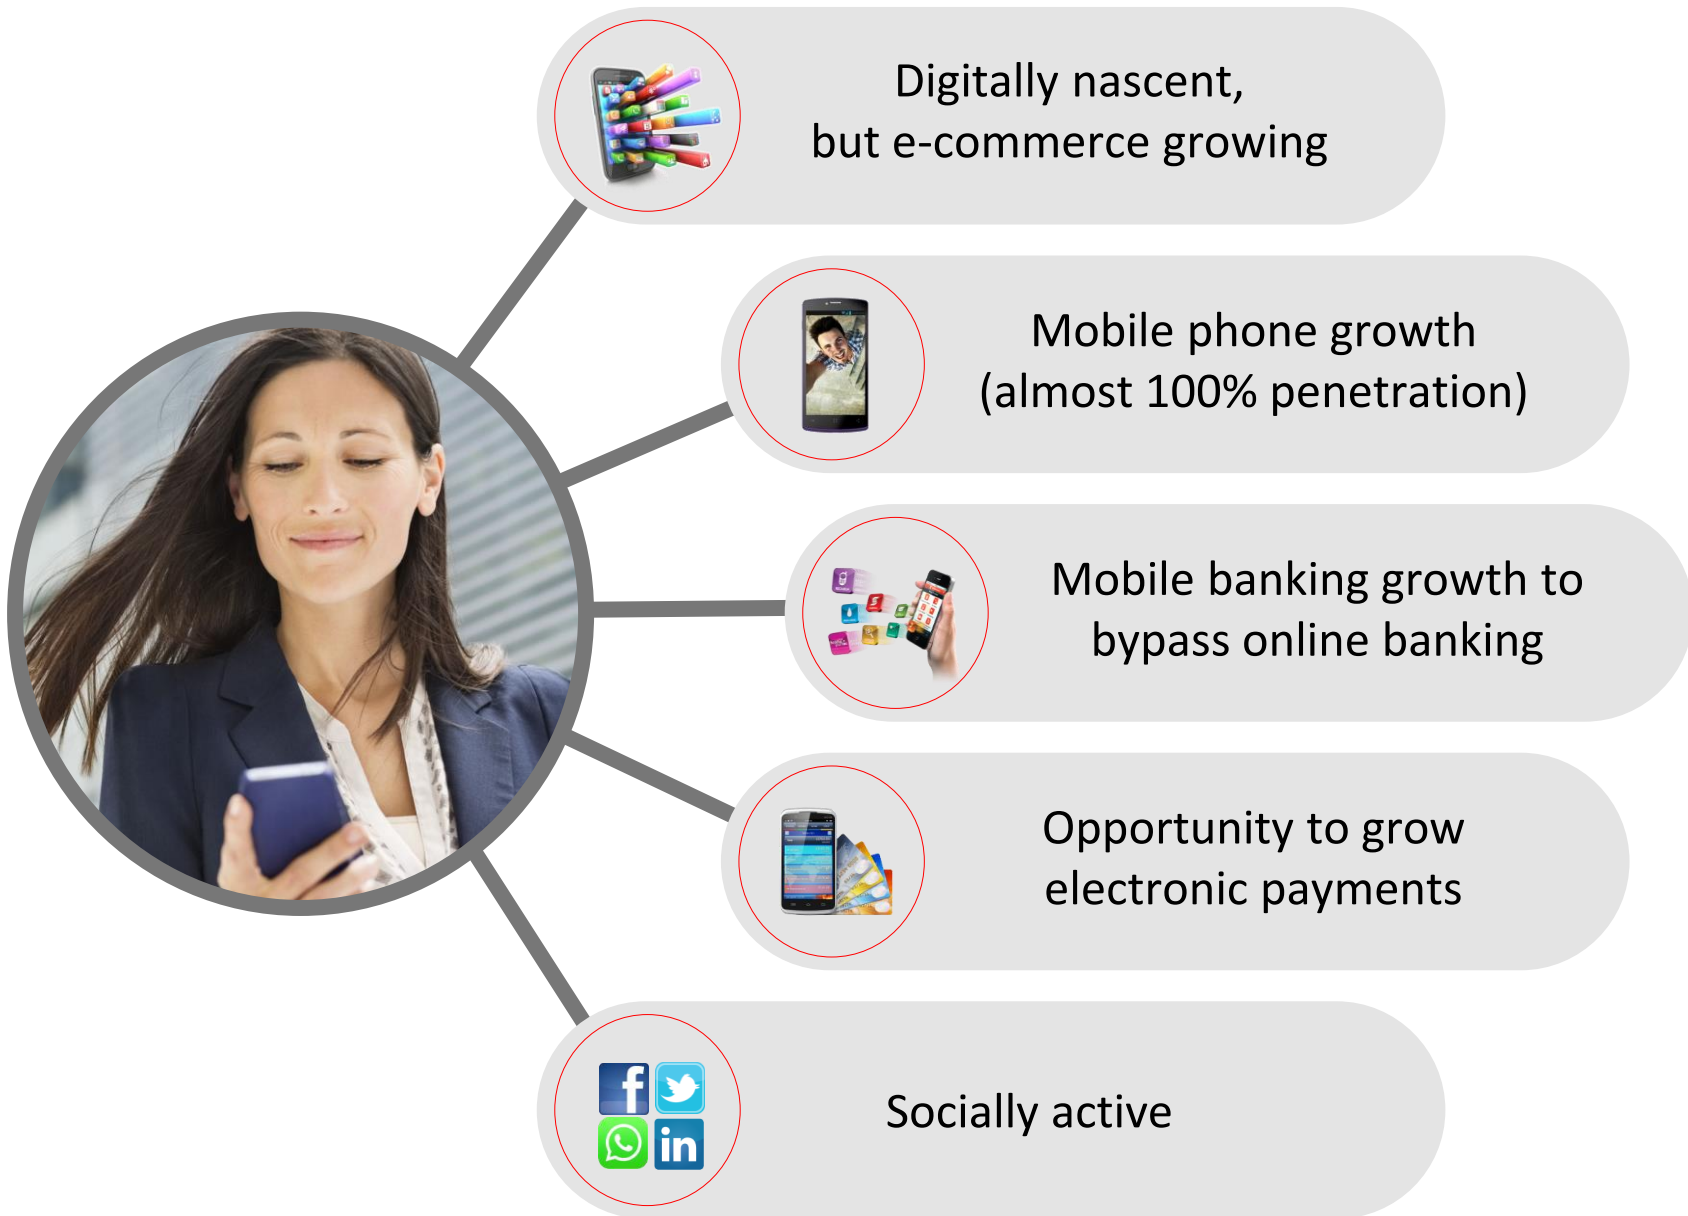 Digitally nascent,
but e-commerce growing
Mobile phone growth
(almost 100% penetration)
Mobile banking growth to
bypass online banking
Opportunity to grow
electronic payments
f
in
Socially active